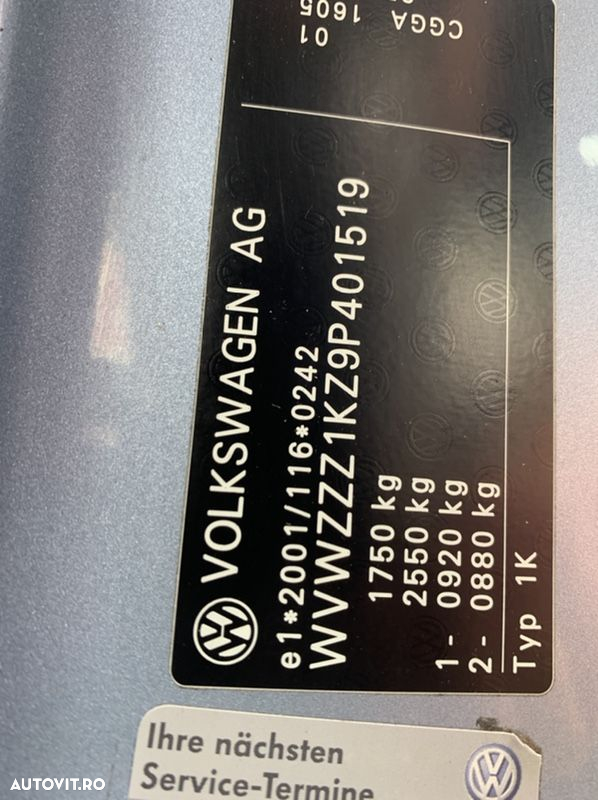 VOLKSWAGEN AG
e1*2001/116*0242
WVWZZZ1KZ9P401519
1750 kg
2550 kg
1- 0920 kg
2- 0880 kg
Typ 1K
01
CGGA 1605
Ihre nächsten
Service-Termine
AUTOVIT.RO